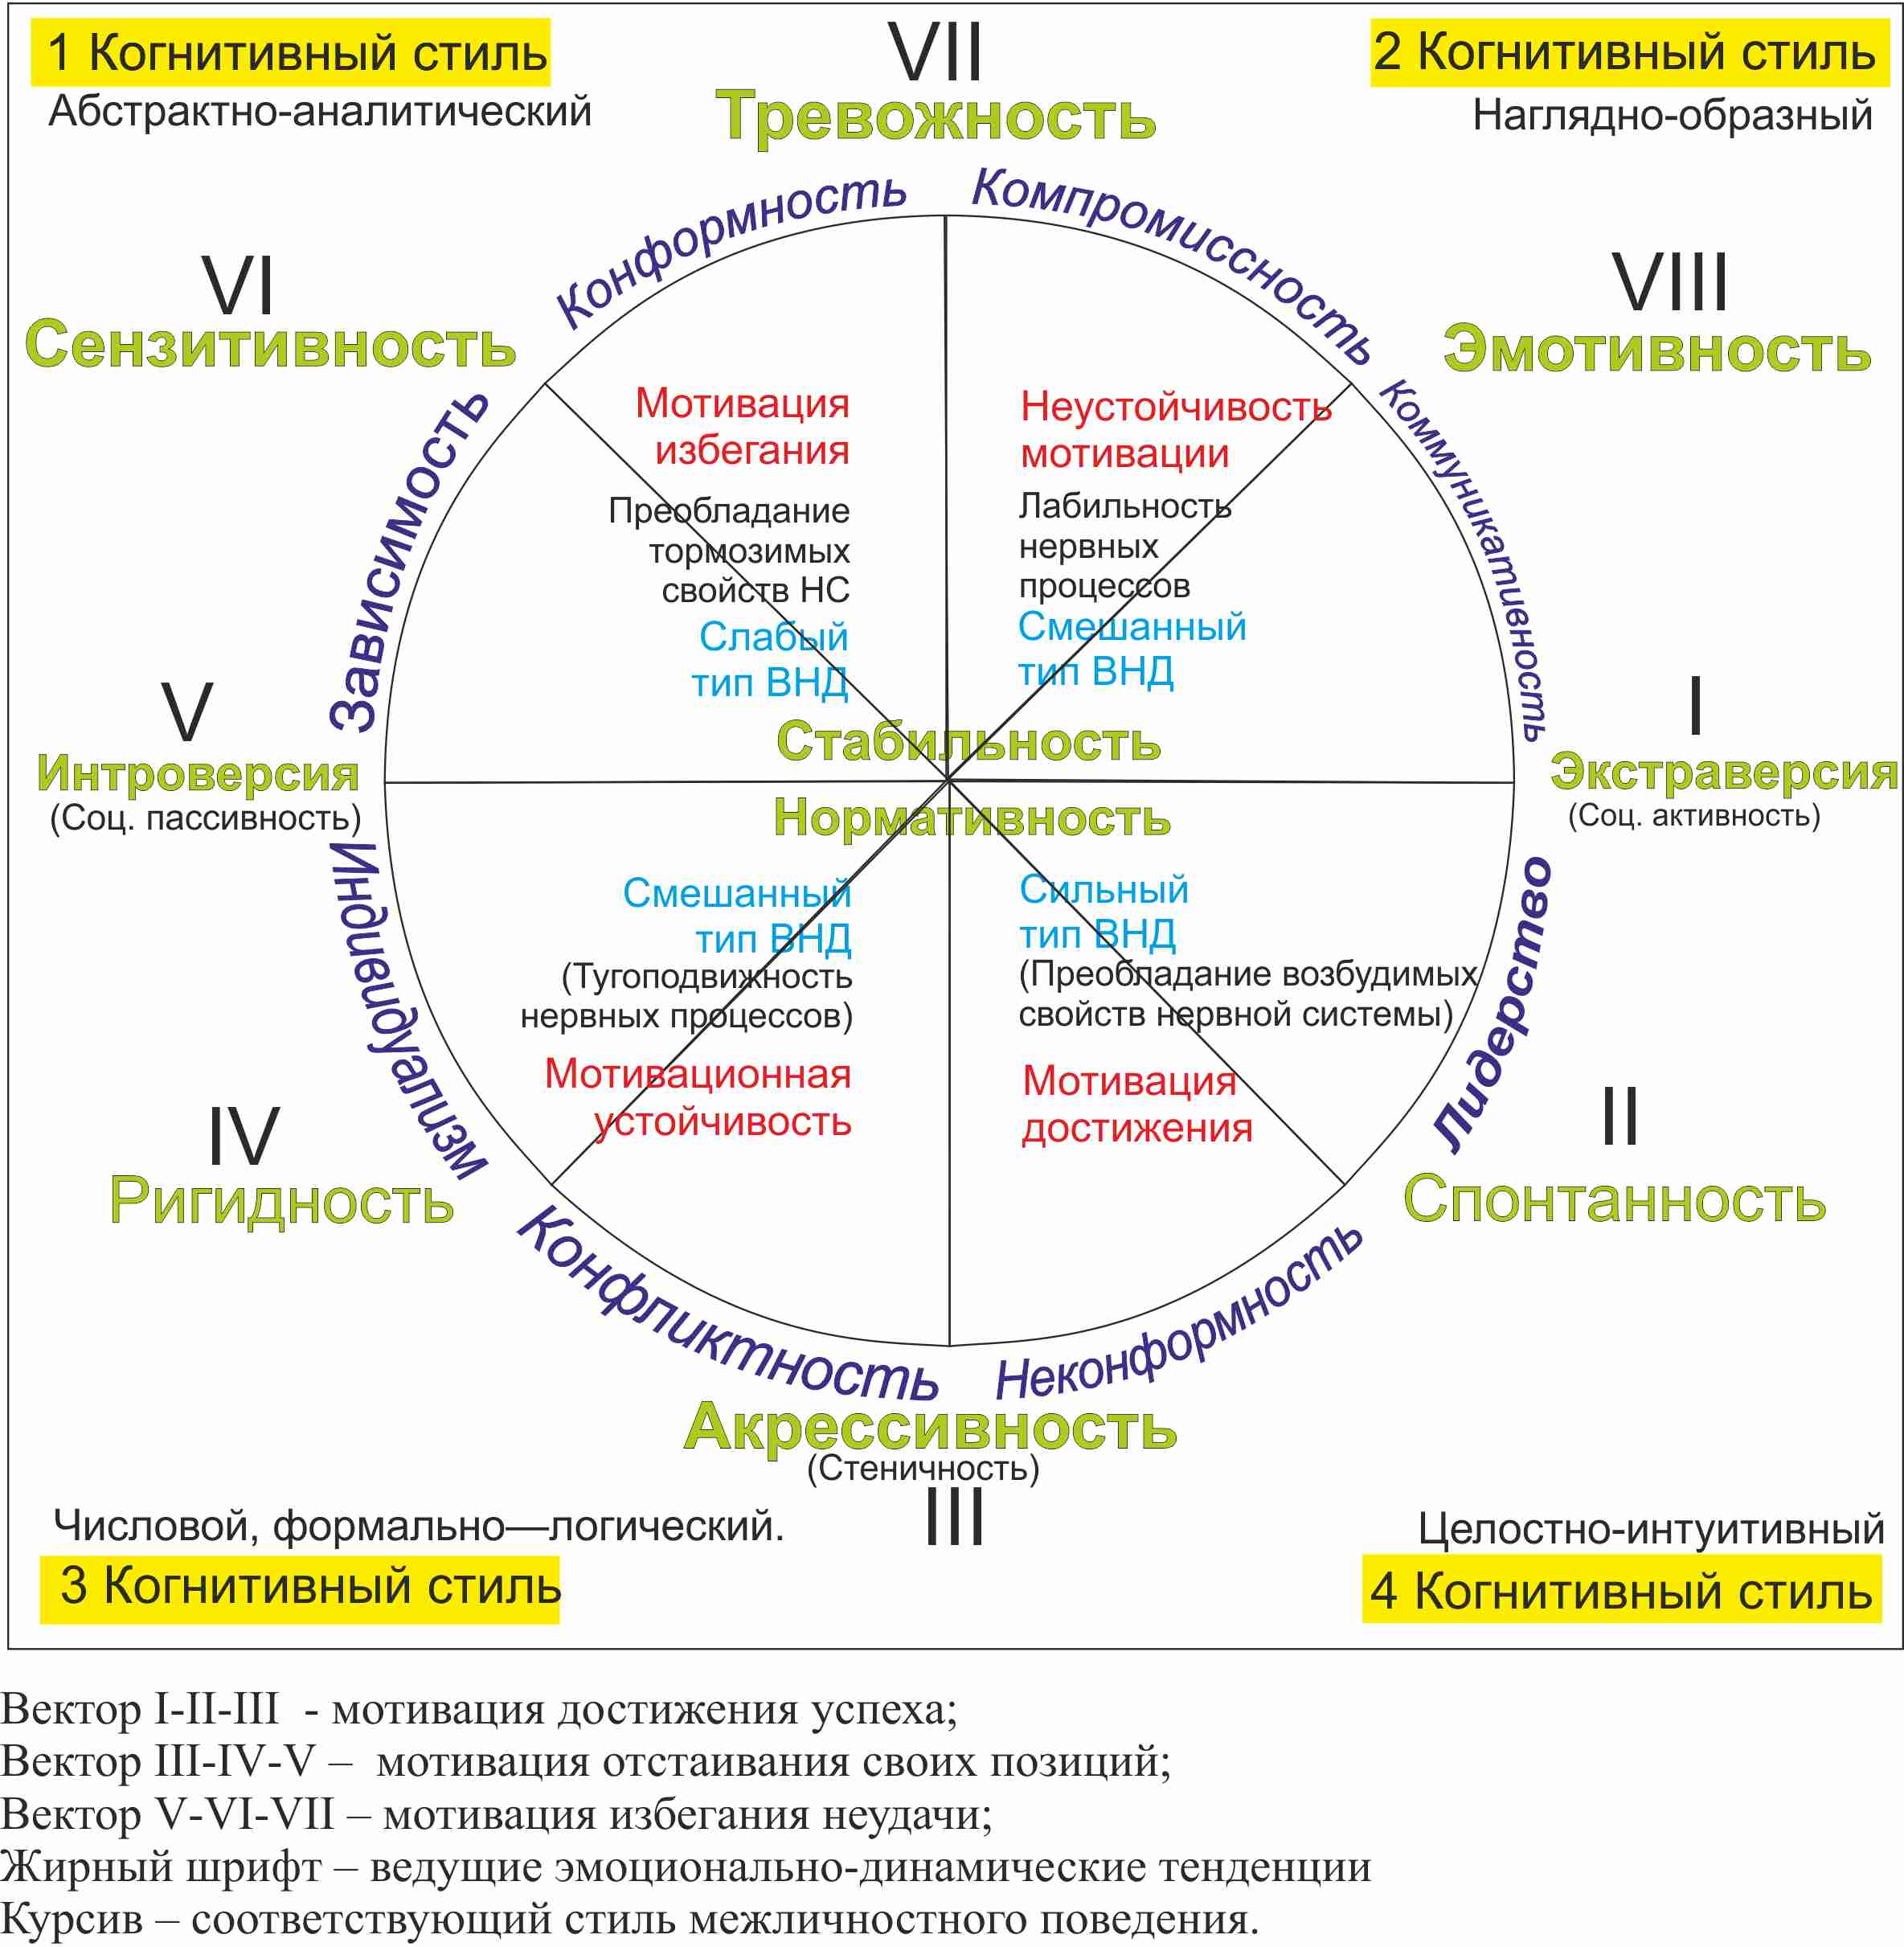 1 Когнитивный стиль
Абстрактно-аналитический
VII
Тревожность
2 Когнитивный стиль
Наглядно-образный
Конформность
Компромиссность
VI
Сензитивность
VIII
Эмотивность
Зависимость
Коммуникативность
Мотивация
избегания
Преобладание
тормозимых
свойств НС
Слабый
тип ВНД
Неустойчивость
мотивации
Лабильность
нервных
процессов
Смешанный
тип ВНД
V
Интроверсия
(Соц. пассивность)
Стабильность
Нормативность
I
Экстраверсия
(Соц. активность)
Индивидуализм
Лидерство
Смешанный
тип ВНД
(Тугоподвижность
нервных процессов)
Мотивационная
устойчивость
Сильный
тип ВНД
(Преобладание возбудимых
свойств нервной системы)
Мотивация
достижения
IV
Ригидность
II
Спонтанность
Конфликтность
Неконформность
Акрессивность
(Стеничность)
III
Числовой, формально—логический.
3 Когнитивный стиль
Целостно-интуитивный
4 Когнитивный стиль
Вектор I-II-III - мотивация достижения успеха;
Вектор III-IV-V – мотивация отстаивания своих позиций;
Вектор V-VI-VII – мотивация избегания неудачи;
Жирный шрифт – ведущие эмоционально-динамические тенденции
Курсив – соответствующий стиль межличностного поведения.